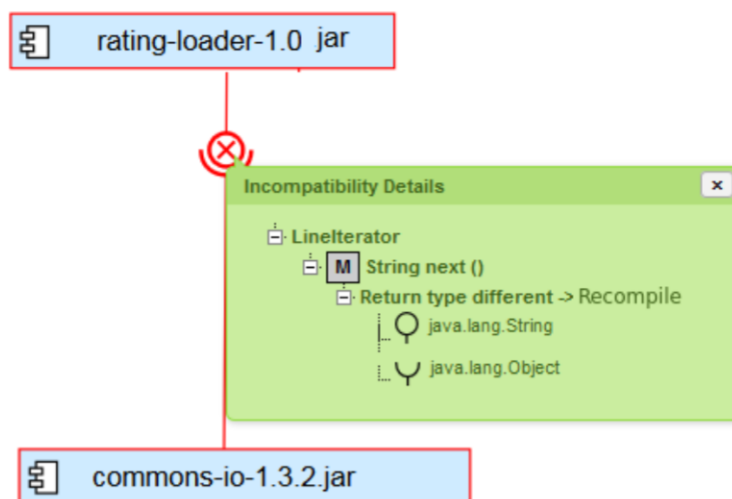 rating-loader-1.0 jar
Incompatibility Details
x
LineIterator
M String next ()
Return type different -> Recompile
java.lang.String
java.lang.Object
commons-io-1.3.2.jar